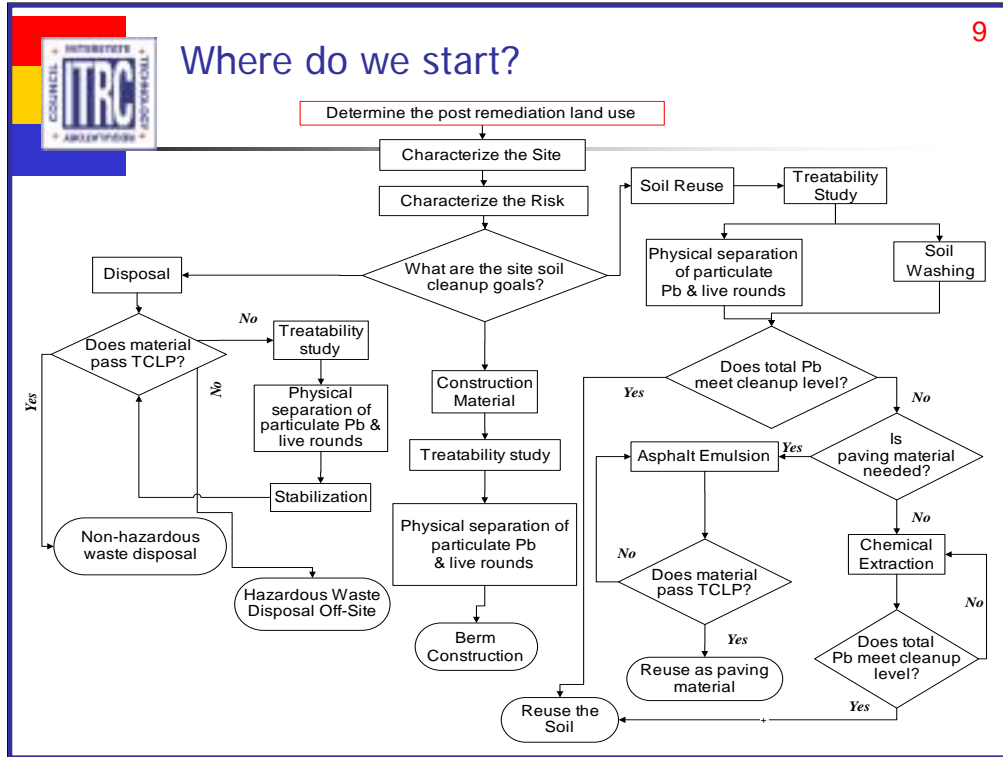 9
INTERSTATE
COUNCIL
ITRC
TECHNOLOGY
REGULATORY
Where do we start?
Determine the post remediation land use
Characterize the Site
Characterize the Risk
What are the site soil
cleanup goals?
Disposal
Does material
pass TCLP?
No
Yes
No
Treatability
study
Physical
separation of
particulate Pb &
live rounds
Stabilization
Non-hazardous
waste disposal
Hazardous Waste
Disposal Off-Site
Construction
Material
Treatability study
Physical separation of
particulate Pb
& live rounds
Berm
Construction
Soil Reuse
Treatability
Study
Physical separation
of particulate
Pb & live rounds
Soil
Washing
Does total Pb
meet cleanup level?
Yes
No
Is
paving material
needed?
Yes
No
Asphalt Emulsion
Does material
pass TCLP?
No
Yes
Reuse as paving
material
Chemical
Extraction
No
Does total
Pb meet cleanup
level?
Yes
+
Reuse the
Soil